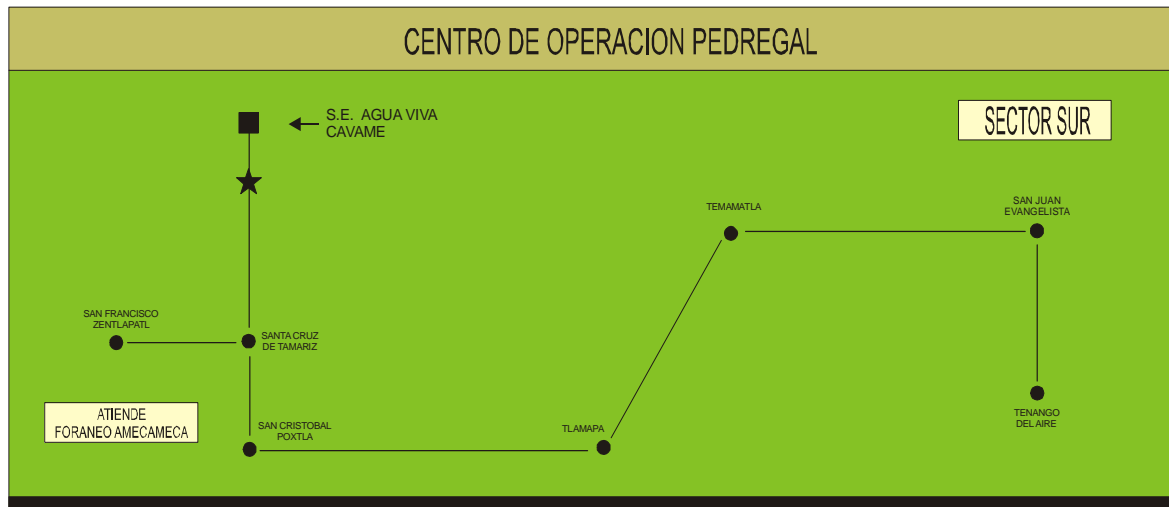 CENTRO DE OPERACION PEDREGAL
S.E. AGUA VIVA
CAVAME
SECTOR SUR
TEMAMATLA
SAN JUAN
EVANGELISTA
SAN FRANCISCO
ZENTLAPATL
SANTA CRUZ
DE TAMARIZ
ATIENDE
FORANEO AMECAMECA
SAN CRISTOBAL
POXTLA
TLAMAPA
TENANGO
DEL AIRE